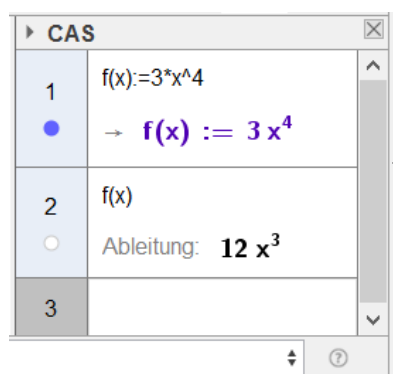 CAS
1
f(x):=3*x^4
→ f(x) := 3 x⁴
2
f(x)
Ableitung: 12 x³
3